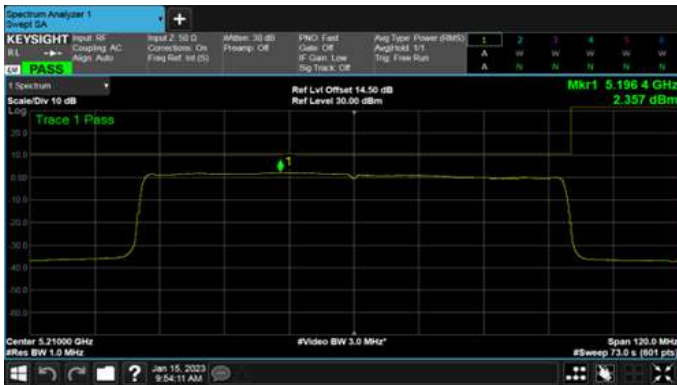 Spectrum Analyzer 1
Swept SA
+
KEYSIGHT Input: RF Input Z: 50 Ω #Atten: 30 dB PNO: Fast Avg Type: Power (RMS) 1 2 3 4 5 6
RL Coupling: AC Corrections: On Preamp: Off Gate: Off Avg|Hold: 1/1 A W W W W W
Align: Auto Freq Ref: Int (S) IF Gain: Low Trig: Free Run
PASS Sig Track: Off A N N N N N
1 Spectrum
Scale/Div 10 dB
Ref Lvl Offset 14.50 dB
Ref Level 30.00 dBm
Mkr1 5.196 4 GHz
2.357 dBm
Log
Trace 1 Pass
20.0
10.0
1
0.00
-10.0
-20.0
-30.0
-40.0
-50.0
-60.0
Center 5.21000 GHz #Video BW 3.0 MHz* Span 120.0 MHz
#Res BW 1.0 MHz #Sweep 73.0 s (601 pts)
? Jan 15, 2023
9:54:11 AM